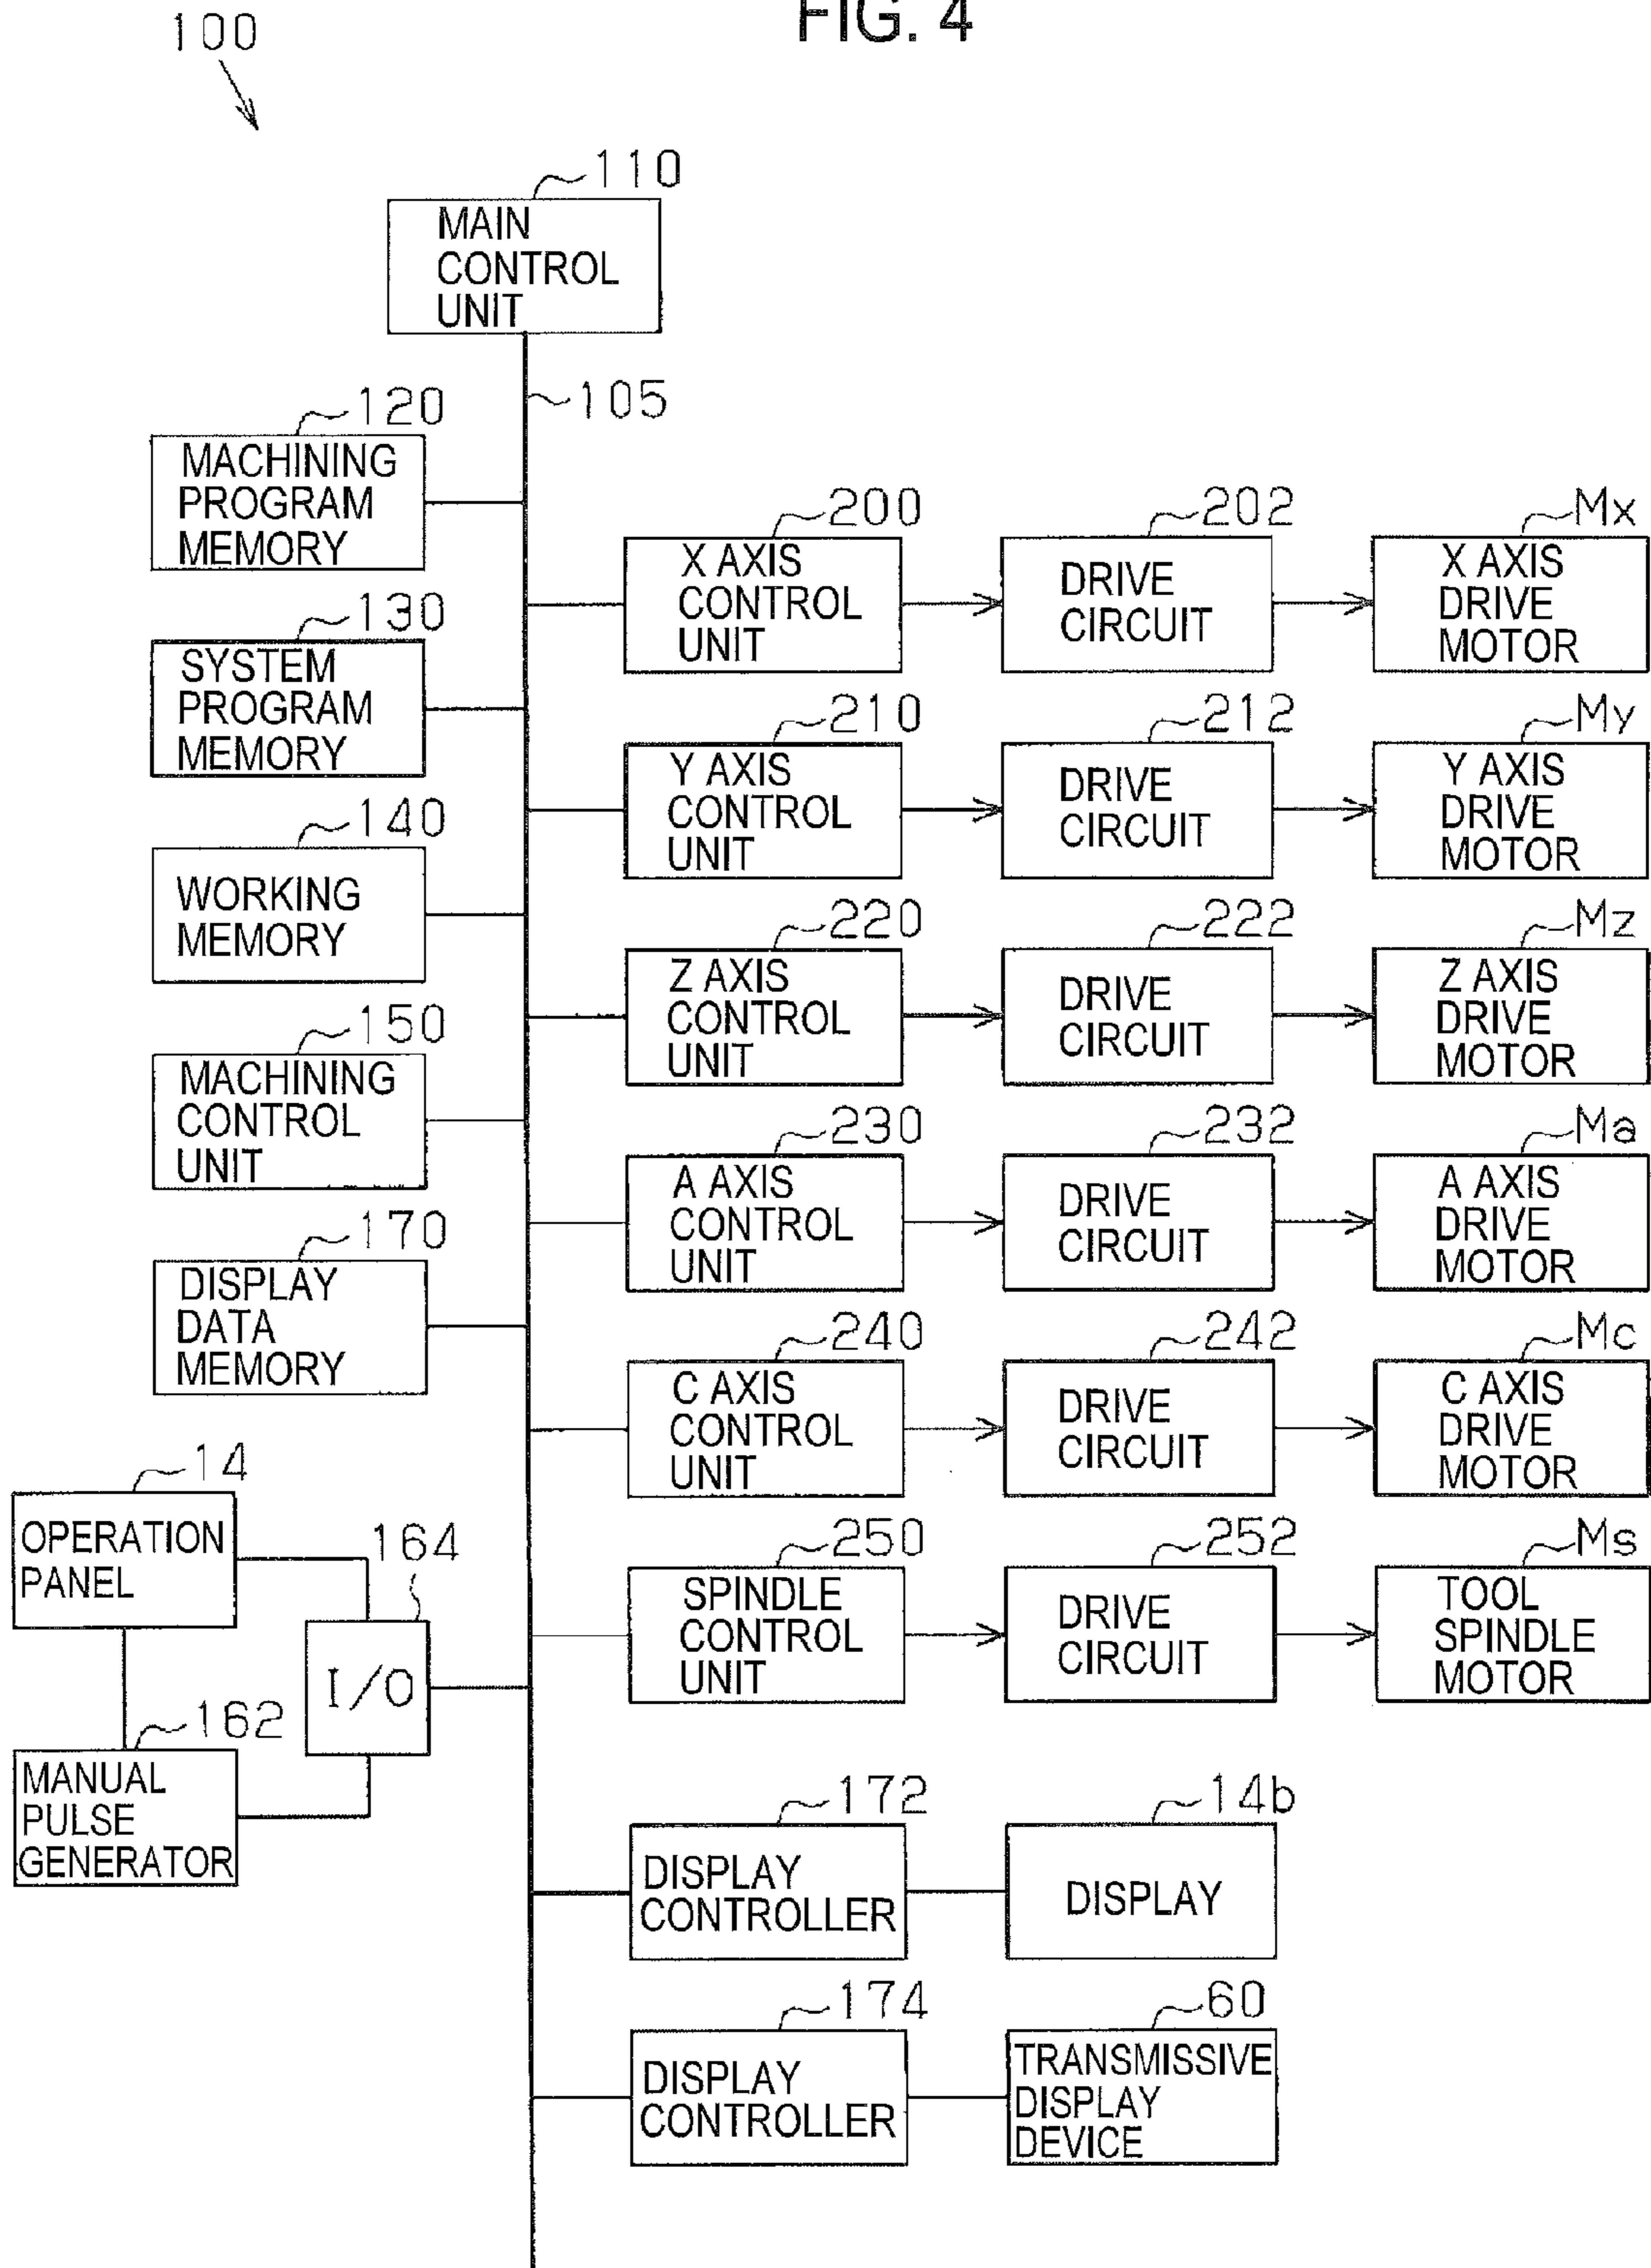 FIG. 4
100
110
MAIN
CONTROL
UNIT
105
120
MACHINING
PROGRAM
MEMORY
130
SYSTEM
PROGRAM
MEMORY
140
WORKING
MEMORY
150
MACHINING
CONTROL
UNIT
170
DISPLAY
DATA
MEMORY
14
OPERATION
PANEL
164
I/O
162
MANUAL
PULSE
GENERATOR
200
X AXIS
CONTROL
UNIT
202
DRIVE
CIRCUIT
Mx
X AXIS
DRIVE
MOTOR
210
Y AXIS
CONTROL
UNIT
212
DRIVE
CIRCUIT
My
Y AXIS
DRIVE
MOTOR
220
Z AXIS
CONTROL
UNIT
222
DRIVE
CIRCUIT
Mz
Z AXIS
DRIVE
MOTOR
230
A AXIS
CONTROL
UNIT
232
DRIVE
CIRCUIT
Ma
A AXIS
DRIVE
MOTOR
240
C AXIS
CONTROL
UNIT
242
DRIVE
CIRCUIT
Mc
C AXIS
DRIVE
MOTOR
250
SPINDLE
CONTROL
UNIT
252
DRIVE
CIRCUIT
Ms
TOOL
SPINDLE
MOTOR
172
DISPLAY
CONTROLLER
14b
DISPLAY
174
DISPLAY
CONTROLLER
60
TRANSMISSIVE
DISPLAY
DEVICE